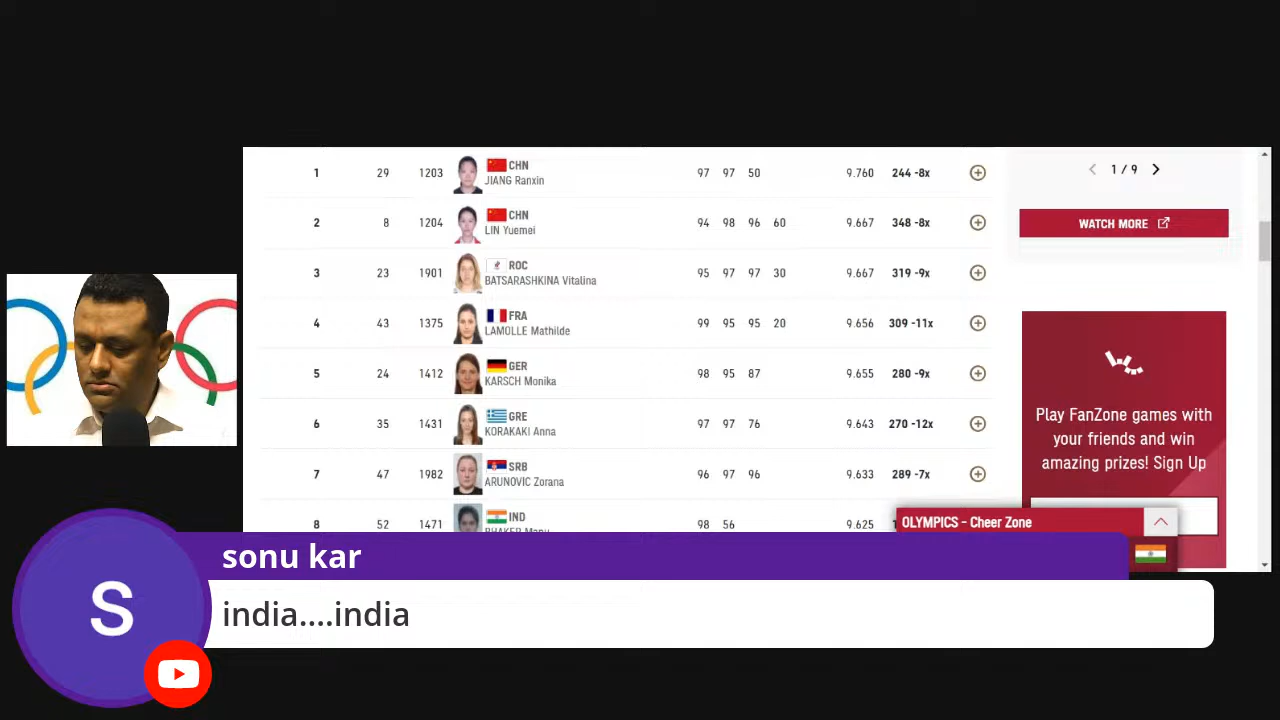 1 29 1203 CHN 97 97 50 9.760 244 -8x
JIANG Ranxin
2 8 1204 CHN 94 98 96 60 9.667 348 -8x
LIN Yuemei
3 23 1901 ROC 95 97 97 30 9.667 319 -9x
BATSARASHKINA Vitalina
4 43 1375 FRA 99 95 95 20 9.656 309 -11x
LAMOLLE Mathilde
5 24 1412 GER 98 95 87 9.655 280 -9x
KARSCH Monika
6 35 1431 GRE 97 97 76 9.643 270 -12x
KORAKAKI Anna
7 47 1982 SRB 96 97 96 9.633 289 -7x
ARUNOVIC Zorana
8 52 1471 IND 98 56 9.625
BHAKER Manu
1 / 9
WATCH MORE
Play FanZone games with
your friends and win
amazing prizes! Sign Up
OLYMPICS - Cheer Zone
sonu kar
S
india....india